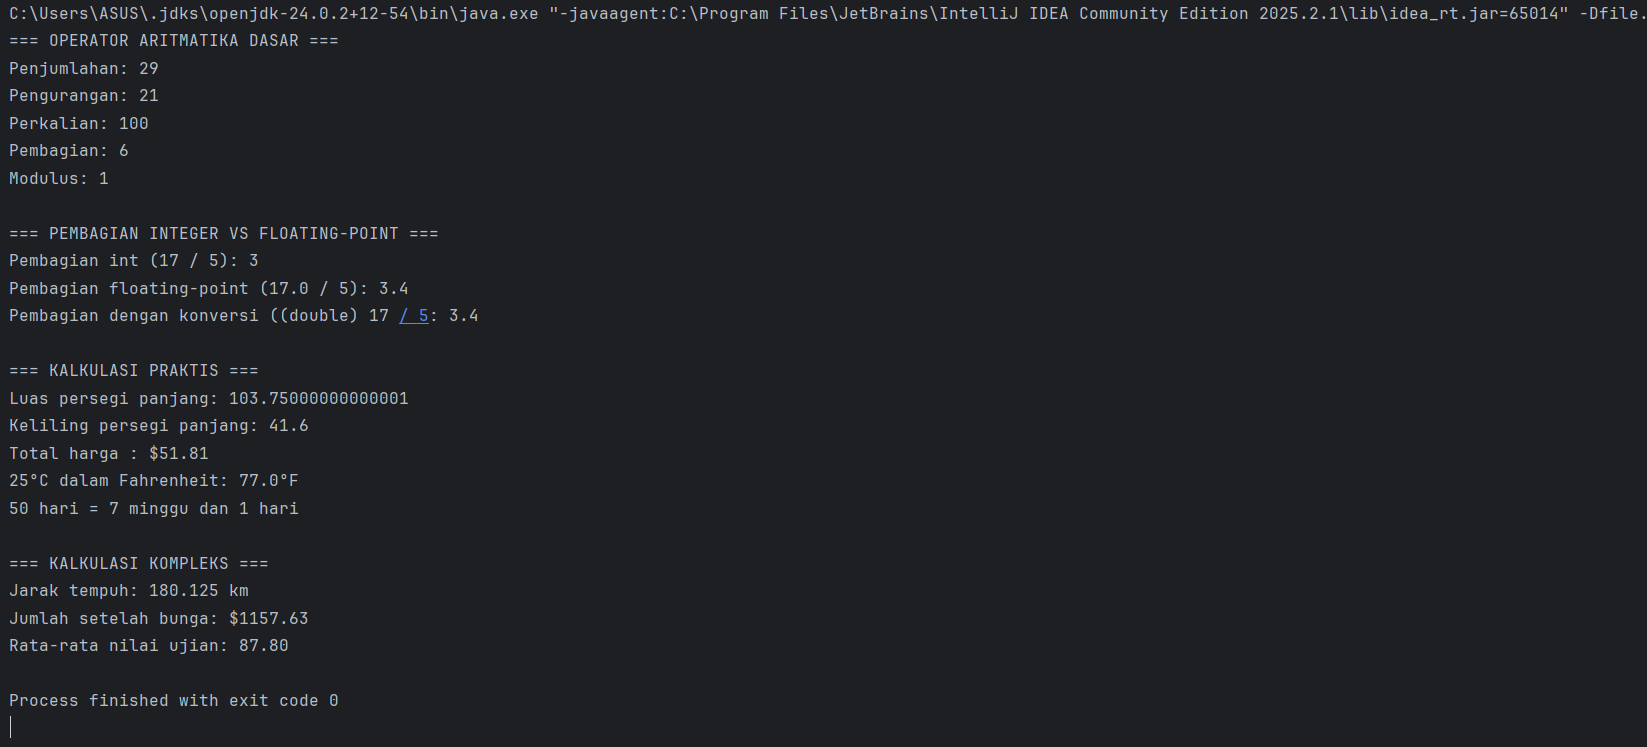 C:\Users\ASUS\.jdks\openjdk-24.0.2+12-54\bin\java.exe "-javaagent:C:\Program Files\JetBrains\IntelliJ IDEA Community Edition 2025.2.1\lib\idea_rt.jar=65014" -Dfile.
=== OPERATOR ARITMATIKA DASAR ===
Penjumlahan: 29
Pengurangan: 21
Perkalian: 100
Pembagian: 6
Modulus: 1
=== PEMBAGIAN INTEGER VS FLOATING-POINT ===
Pembagian int (17 / 5): 3
Pembagian floating-point (17.0 / 5): 3.4
Pembagian dengan konversi ((double) 17 / 5: 3.4
=== KALKULASI PRAKTIS ===
Luas persegi panjang: 103.75000000000001
Keliling persegi panjang: 41.6
Total harga : $51.81
25°C dalam Fahrenheit: 77.0°F
50 hari = 7 minggu dan 1 hari
=== KALKULASI KOMPLEKS ===
Jarak tempuh: 180.125 km
Jumlah setelah bunga: $1157.63
Rata-rata nilai ujian: 87.80
Process finished with exit code 0